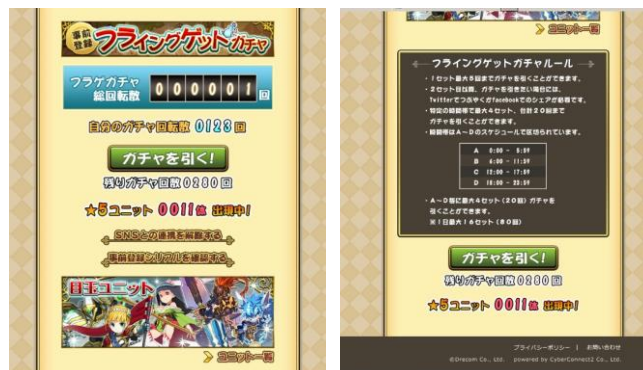 事前登録 フライングゲットガチャ
フラゲガチャ
総回転数 000001回
自分のガチャ回転数 0123回
ガチャを引く!
残りガチャ回数 0280回
★5ユニット 0011体 出現中!
SNSとの連携を解除する
事前登録シリアルを確認する
目玉ユニット
ユニット一覧
ユニット一覧
フライングゲットガチャルール
・1セット最大5回までガチャを引くことができます。
・2セット目以降、ガチャを引きたい場合には、
Twitterでつぶやくかfacebookでのシェアが必要です。
・特定の時間帯で最大4セット、合計20回まで
ガチャを引くことができます。
・時間帯はA~Dのスケジュールで区切られています。
A 0:00 - 5:59
B 6:00 - 11:59
C 12:00 - 17:59
D 18:00 - 23:59
・A~D毎に最大4セット(20回)ガチャを
引くことができます。
※1日最大16セット(80回)
ガチャを引く!
残りガチャ回数 0280回
★5ユニット 0011体 出現中!
プライバシーポリシー | お問い合わせ
©Drecom Co., Ltd. powered by CyberConnect2 Co., Ltd.